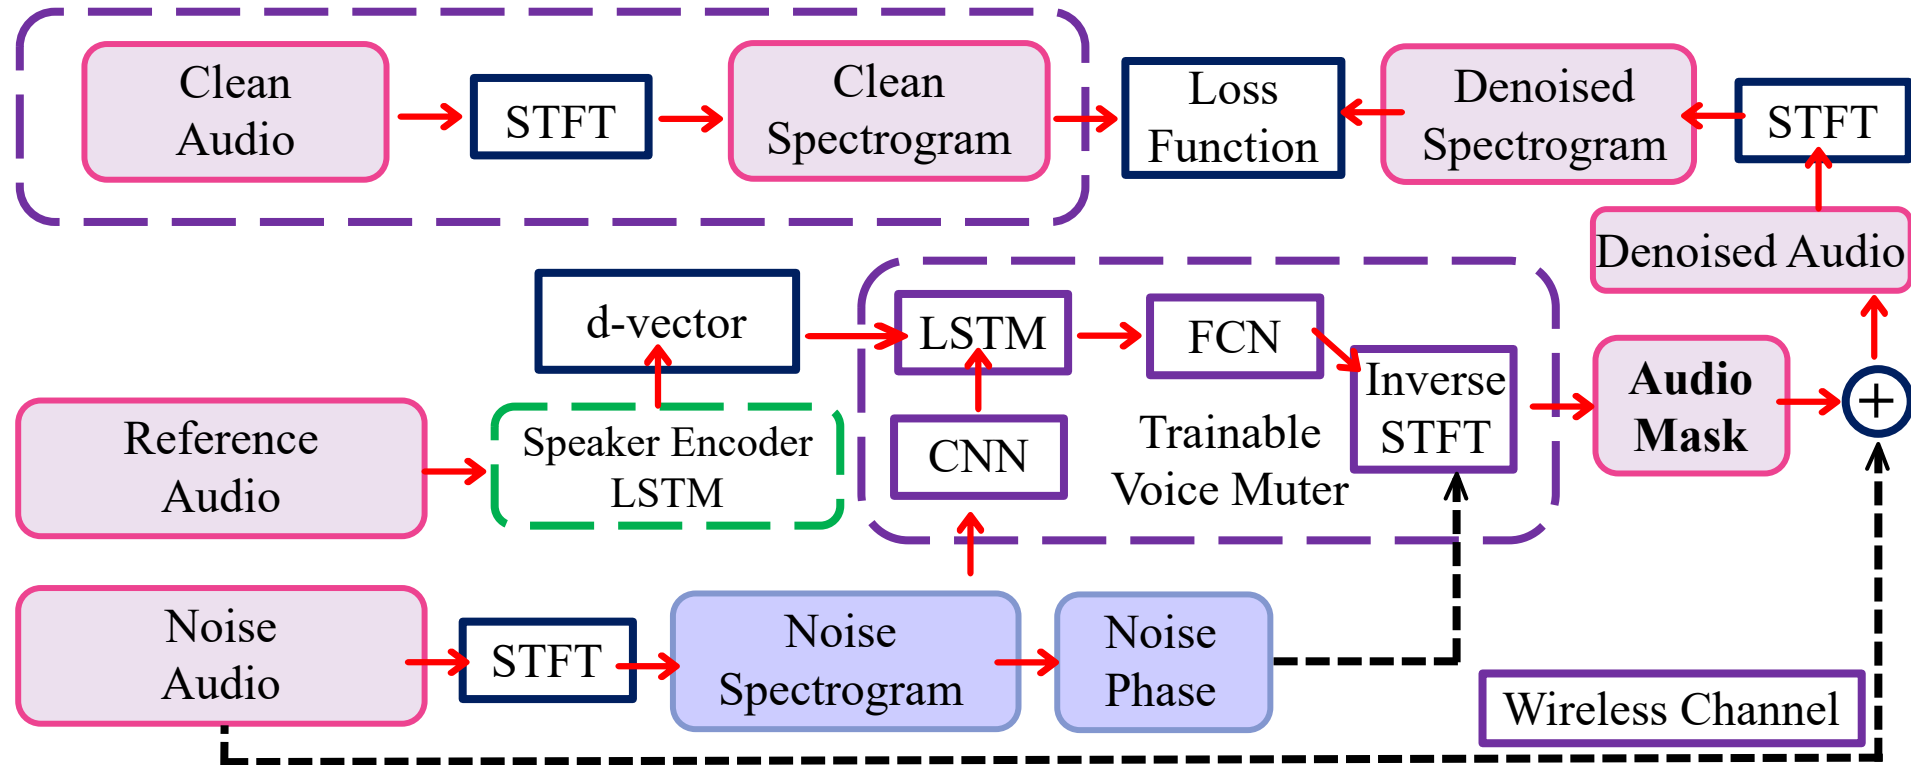 Clean
Audio
STFT
Clean
Spectrogram
Loss
Function
Denoised
Spectrogram
STFT
Denoised Audio
d-vector
LSTM
FCN
Inverse
STFT
Audio
Mask
+
Reference
Audio
Speaker Encoder
LSTM
CNN
Trainable
Voice Muter
Noise
Audio
STFT
Noise
Spectrogram
Noise
Phase
Wireless Channel